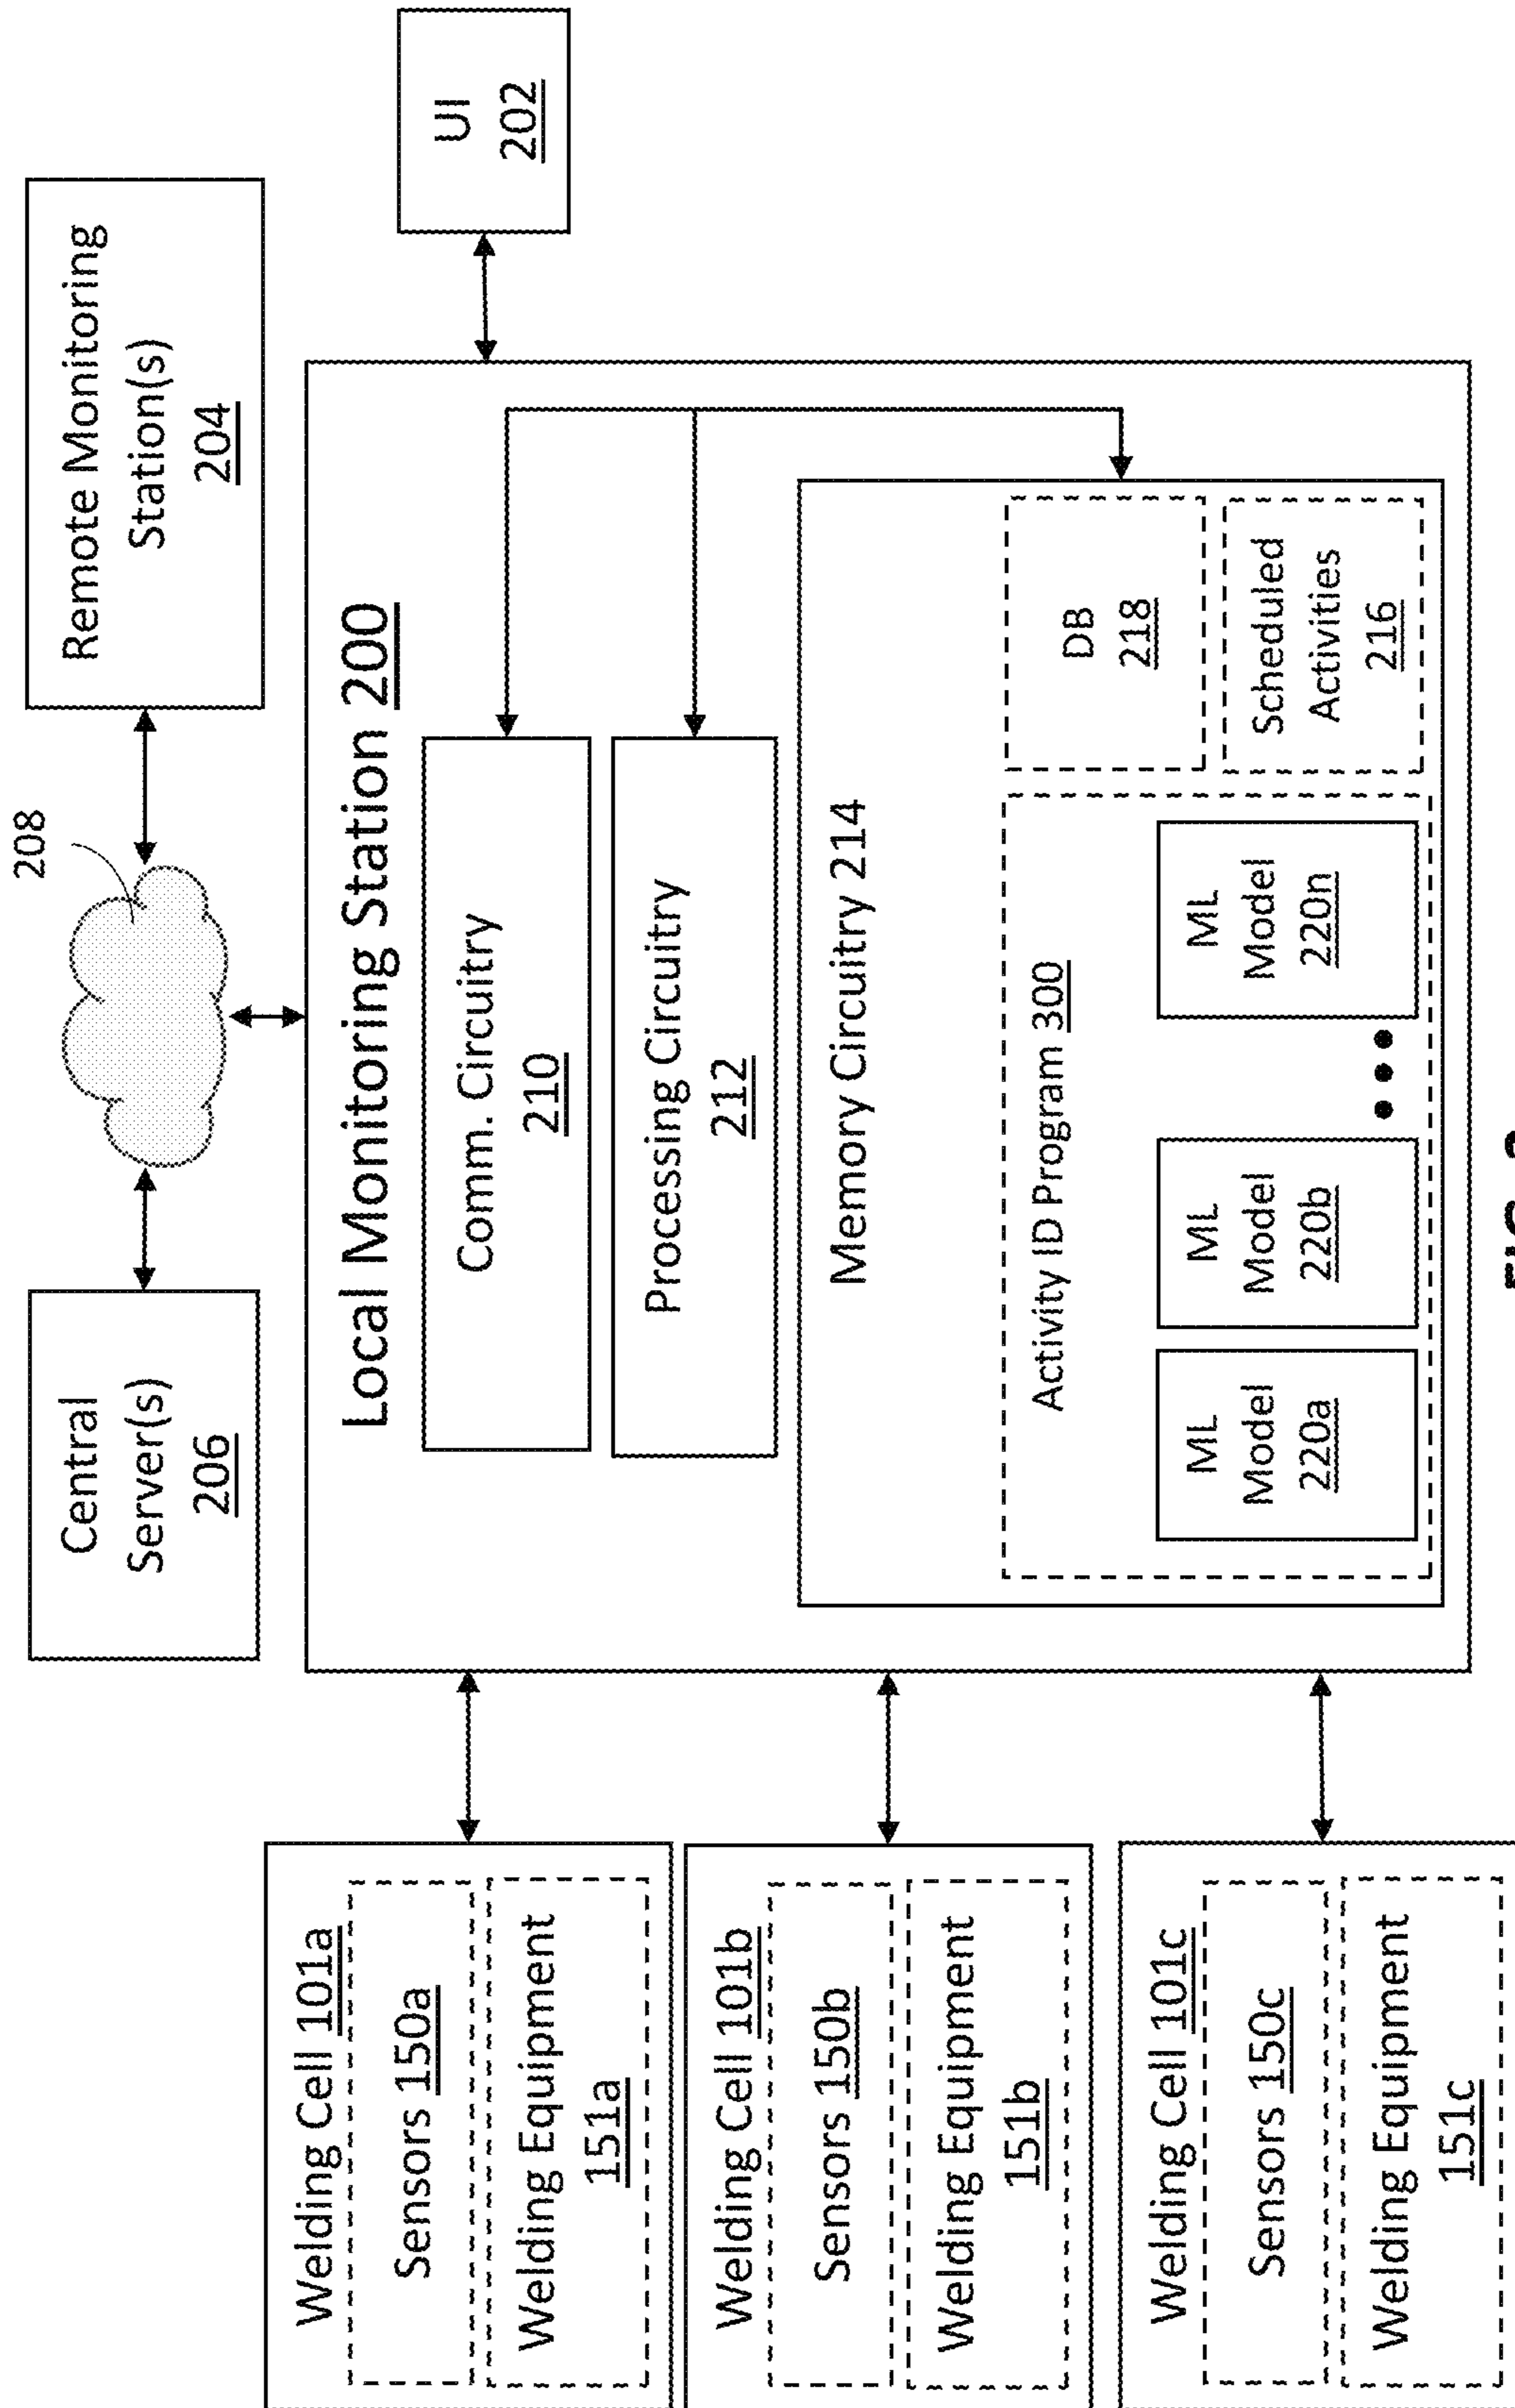 Central
Server(s)
206
208
Remote Monitoring
Station(s)
204
UI
202
Welding Cell 101a
Sensors 150a
Welding Equipment
151a
Welding Cell 101b
Sensors 150b
Welding Equipment
151b
Welding Cell 101c
Sensors 150c
Welding Equipment
151c
Local Monitoring Station 200
Comm. Circuitry
210
Processing Circuitry
212
Memory Circuitry 214
Activity ID Program 300
ML
Model
220a
ML
Model
220b
ML
Model
220n
DB
218
Scheduled
Activities
216